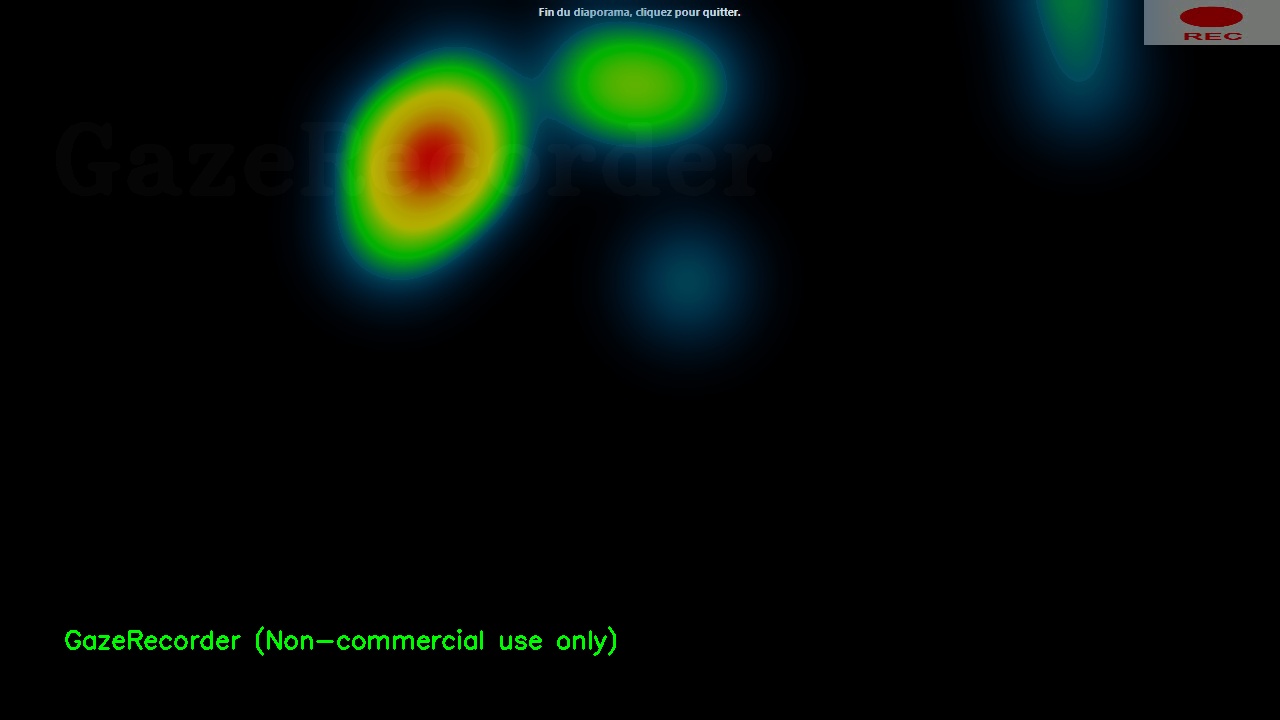 Fin du diaporama, cliquez pour quitter.
REC
GazeRecorder
GazeRecorder (Non-commercial use only)